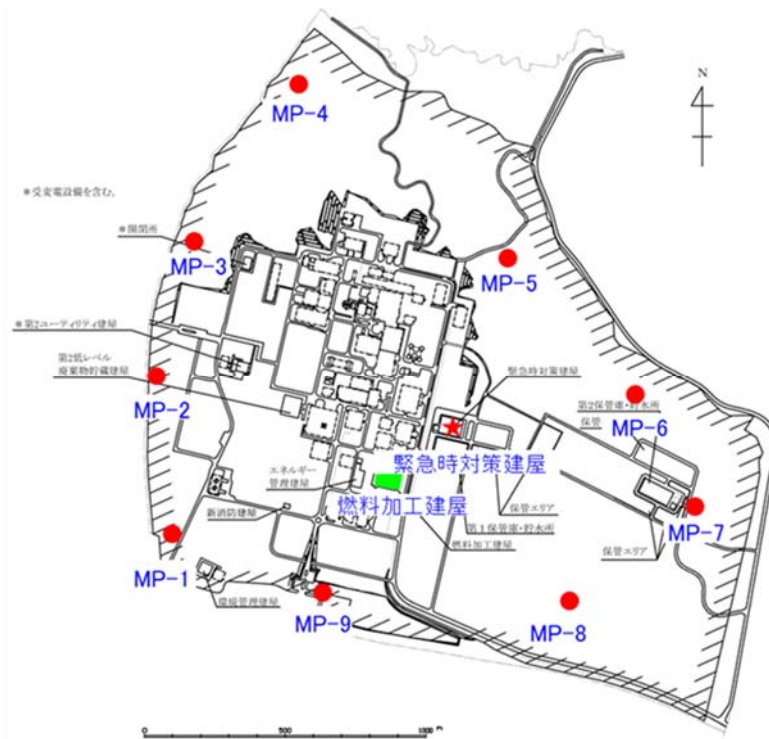 MP-4
N
*受変電設備を含む。
*開閉所
MP-3
MP-5
*第2ユーティリティ建屋
第2低レベル
廃棄物貯蔵建屋
緊急時対策建屋
MP-2
第2保管庫・貯水所
保管
MP-6
エネルギー
管理建屋
緊急時対策建屋
燃料加工建屋
保管エリア
新消防建屋
第1保管庫・貯水所
燃料加工建屋
MP-7
保管エリア
MP-1
環境管理建屋
MP-9
MP-8
0
500
1000 m